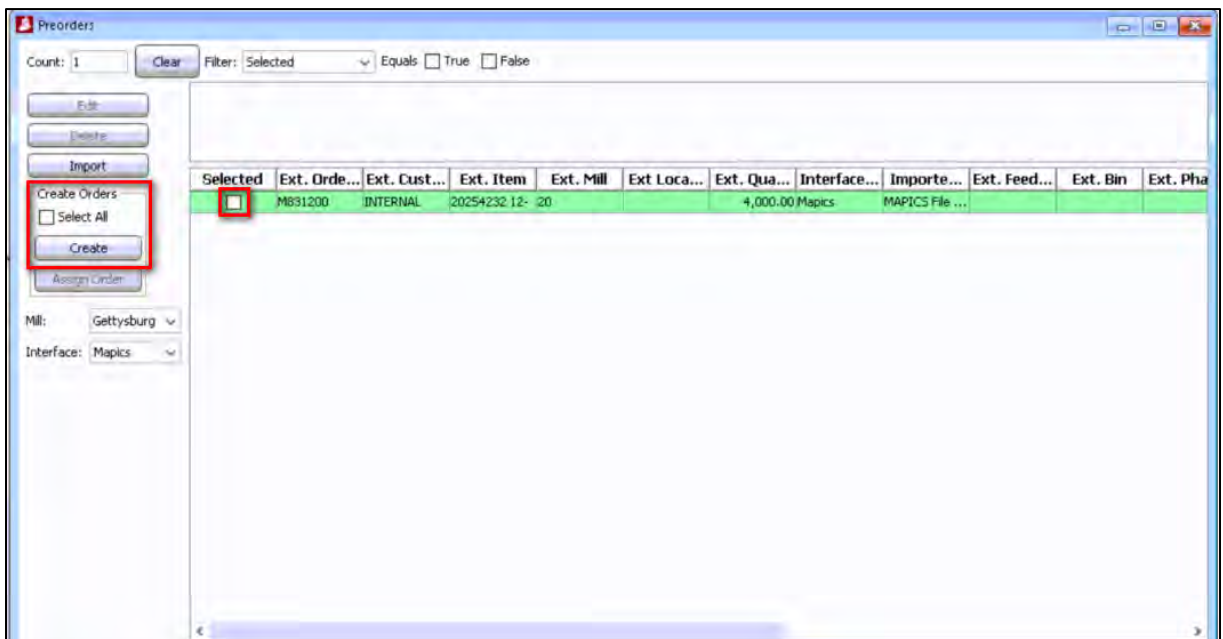 Preorders
Count: 1 Clear Filter: Selected Equals True False
Edit
Delete
Import
Create Orders
Select All
Create
Assign Order
Mill: Gettysburg
Interface: Mapics
Selected Ext. Orde... Ext. Cust... Ext. Item Ext. Mill Ext Loca... Ext. Qua... Interface... Importe... Ext. Feed... Ext. Bin Ext. Pha
M831200 INTERNAL 20254232 12- 20 4,000.00 Mapics MAPICS File ...